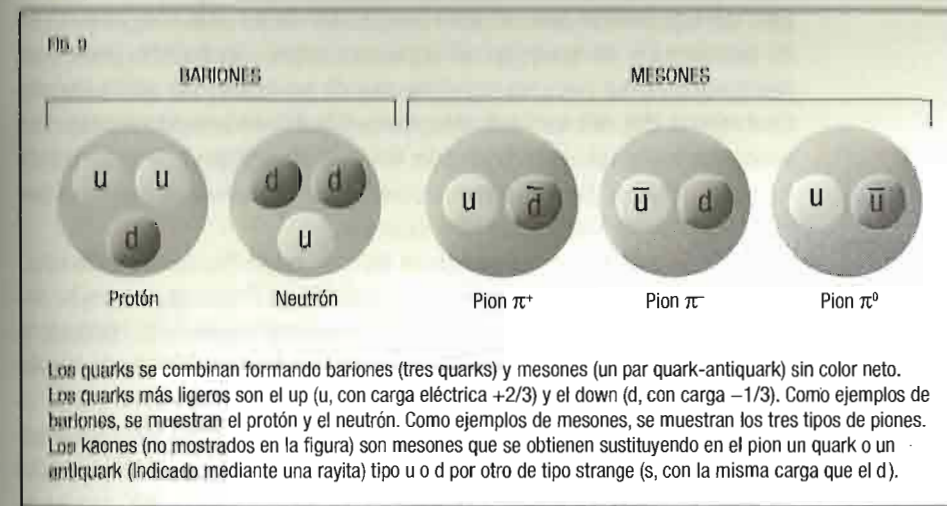 FIG. 9
BARIONES MESONES
u u d d u d̅ u̅ d u u̅
d u
Protón Neutrón Pion π⁺ Pion π⁻ Pion π⁰
Los quarks se combinan formando bariones (tres quarks) y mesones (un par quark-antiquark) sin color neto.
Los quarks más ligeros son el up (u, con carga eléctrica +2/3) y el down (d, con carga –1/3). Como ejemplos de
bariones, se muestran el protón y el neutrón. Como ejemplos de mesones, se muestran los tres tipos de piones.
Los kaones (no mostrados en la figura) son mesones que se obtienen sustituyendo en el pion un quark o un
antiquark (indicado mediante una rayita) tipo u o d por otro de tipo strange (s, con la misma carga que el d).